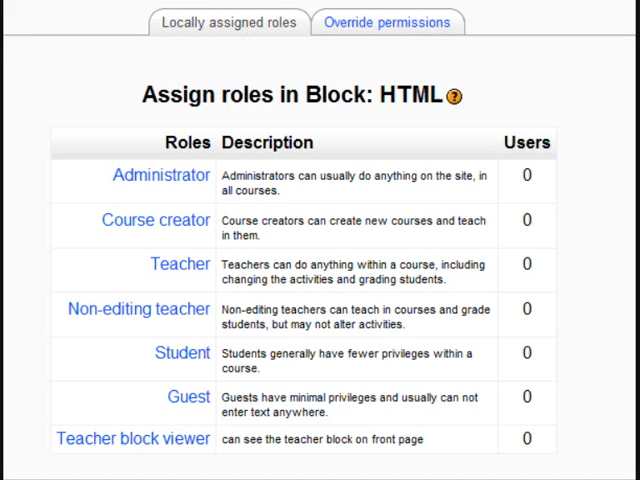 Locally assigned roles Override permissions
Assign roles in Block: HTML ?
Roles Description Users
Administrator Administrators can usually do anything on the site, in 0
all courses.
Course creator Course creators can create new courses and teach 0
in them.
Teacher Teachers can do anything within a course, including 0
changing the activities and grading students.
Non-editing teacher Non-editing teachers can teach in courses and grade 0
students, but may not alter activities.
Student Students generally have fewer privileges within a 0
course.
Guest Guests have minimal privileges and usually can not 0
enter text anywhere.
Teacher block viewer can see the teacher block on front page 0